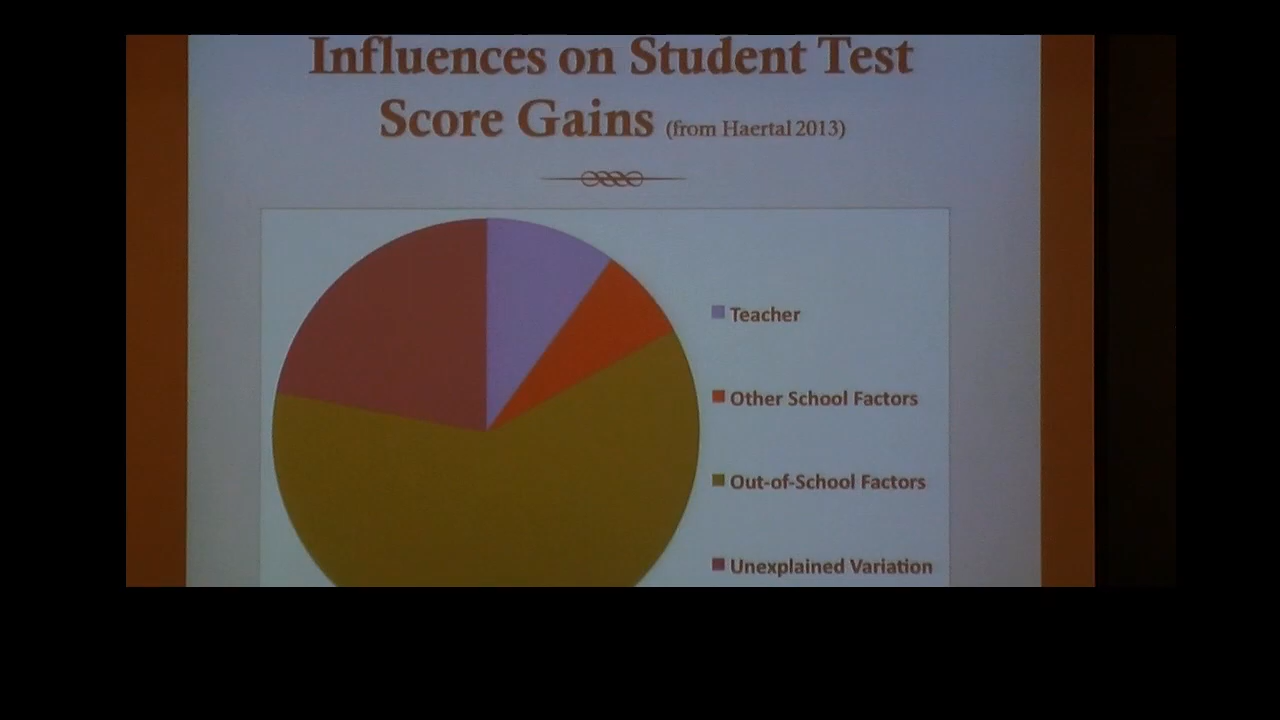 Influences on Student Test
Score Gains (from Haertal 2013)
Teacher
Other School Factors
Out-of-School Factors
Unexplained Variation